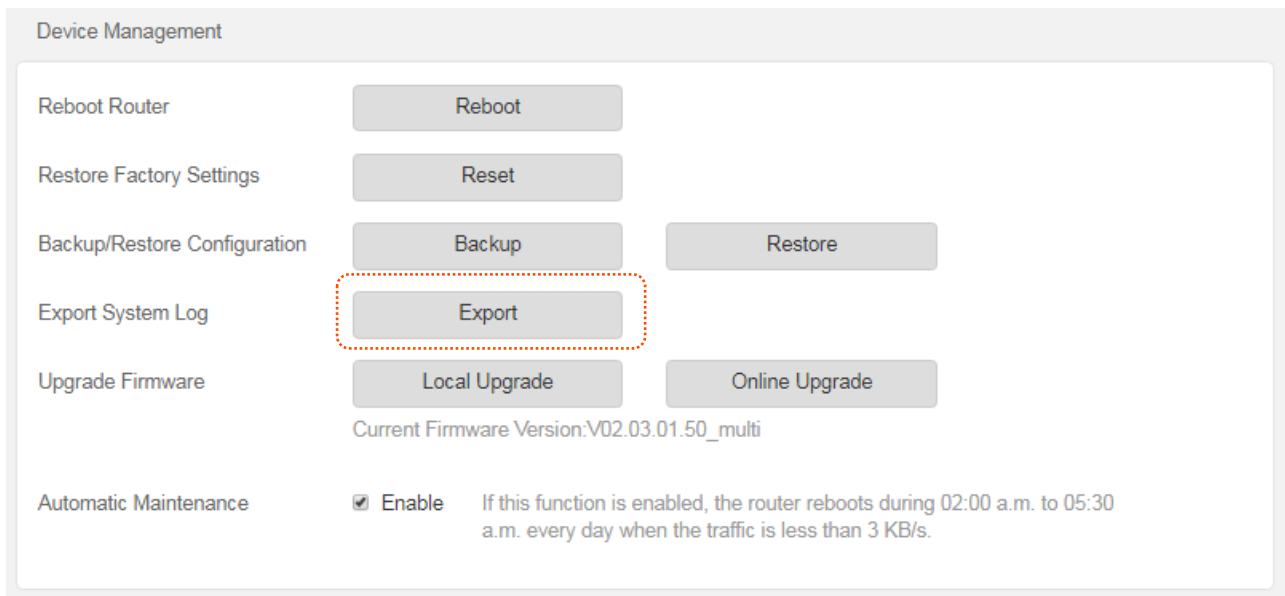 Device Management
Reboot Router Reboot
Restore Factory Settings Reset
Backup/Restore Configuration Backup Restore
Export System Log Export
Upgrade Firmware Local Upgrade Online Upgrade
Current Firmware Version:V02.03.01.50_multi
Automatic Maintenance Enable If this function is enabled, the router reboots during 02:00 a.m. to 05:30
a.m. every day when the traffic is less than 3 KB/s.